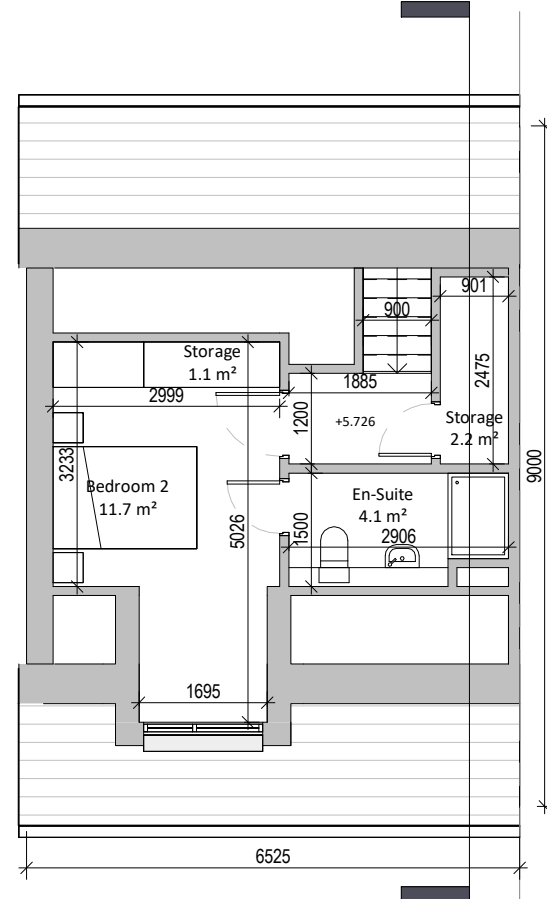 901
900
Storage
1.1 m²
2475
2999
1885
1200
+5.726
Storage
2.2 m²
9000
3233
Bedroom 2
11.7 m²
5026
En-Suite
4.1 m²
1500
2906
1695
6525